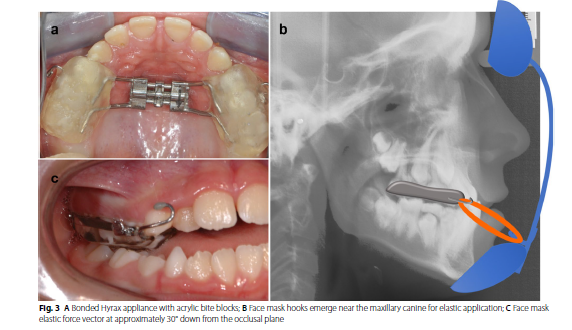 a
b
c
Fig. 3 A Bonded Hyrax appliance with acrylic bite blocks; B Face mask hooks emerge near the maxillary canine for elastic application; C Face mask
elastic force vector at approximately 30° down from the occlusal plane